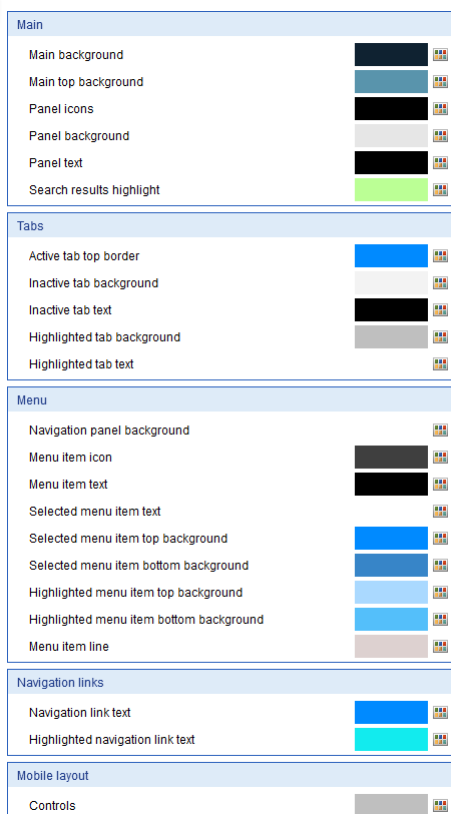 Main
Main background
Main top background
Panel icons
Panel background
Panel text
Search results highlight
Tabs
Active tab top border
Inactive tab background
Inactive tab text
Highlighted tab background
Highlighted tab text
Menu
Navigation panel background
Menu item icon
Menu item text
Selected menu item text
Selected menu item top background
Selected menu item bottom background
Highlighted menu item top background
Highlighted menu item bottom background
Menu item line
Navigation links
Navigation link text
Highlighted navigation link text
Mobile layout
Controls